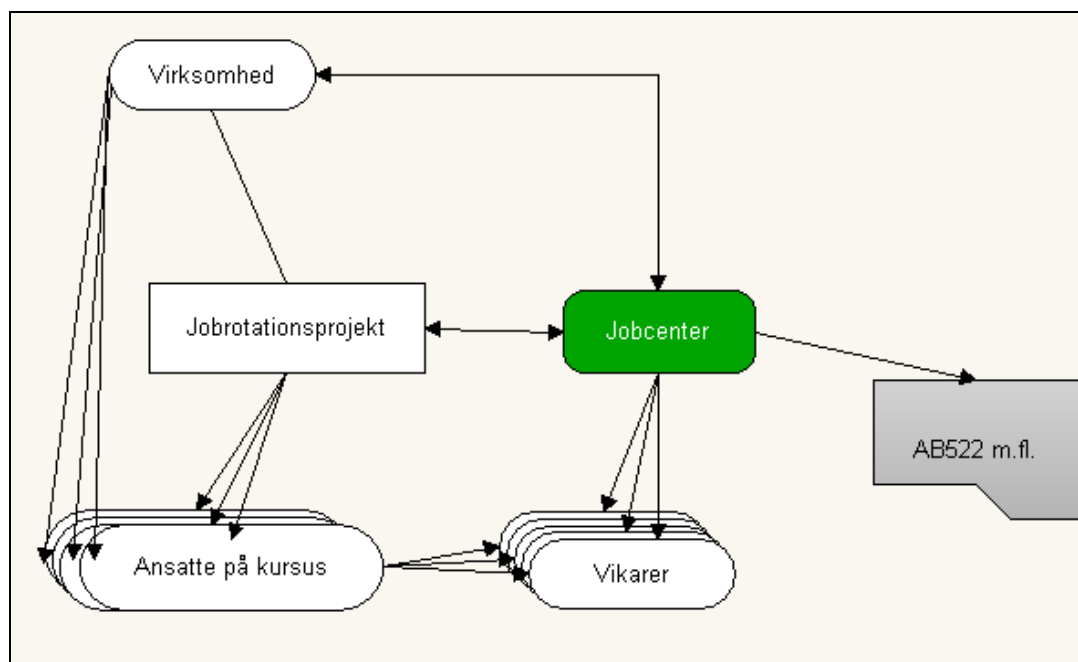 Virksomhed
Jobrotationsprojekt
Jobcenter
AB522 m.fl.
Ansatte på kursus
Vikarer